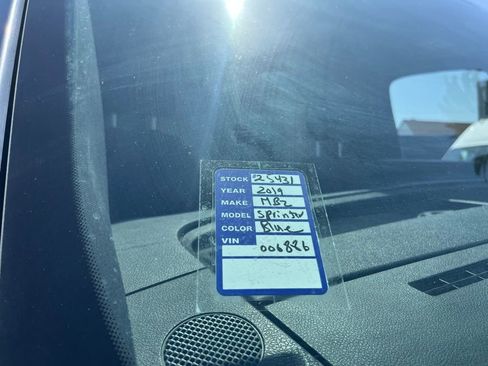 STOCK 25431
YEAR 2019
MAKE MBz
MODEL Sprinter
COLOR Blue
VIN 006886